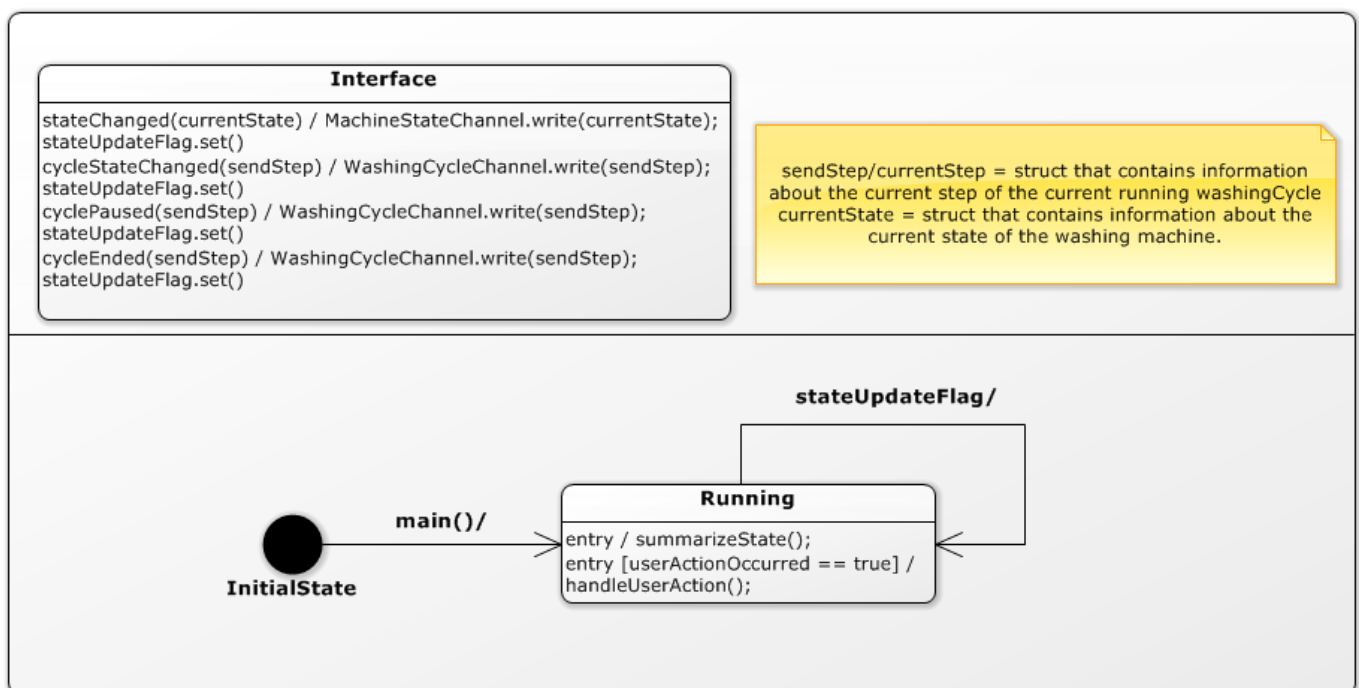 Interface
stateChanged(currentState) / MachineStateChannel.write(currentState);
stateUpdateFlag.set()
cycleStateChanged(sendStep) / WashingCycleChannel.write(sendStep);
stateUpdateFlag.set()
cyclePaused(sendStep) / WashingCycleChannel.write(sendStep);
stateUpdateFlag.set()
cycleEnded(sendStep) / WashingCycleChannel.write(sendStep);
stateUpdateFlag.set()
sendStep/currentStep = struct that contains information
about the current step of the current running washingCycle
currentState = struct that contains information about the
current state of the washing machine.
stateUpdateFlag/
main()/
InitialState
Running
entry / summarizeState();
entry [userActionOccurred == true] /
handleUserAction();